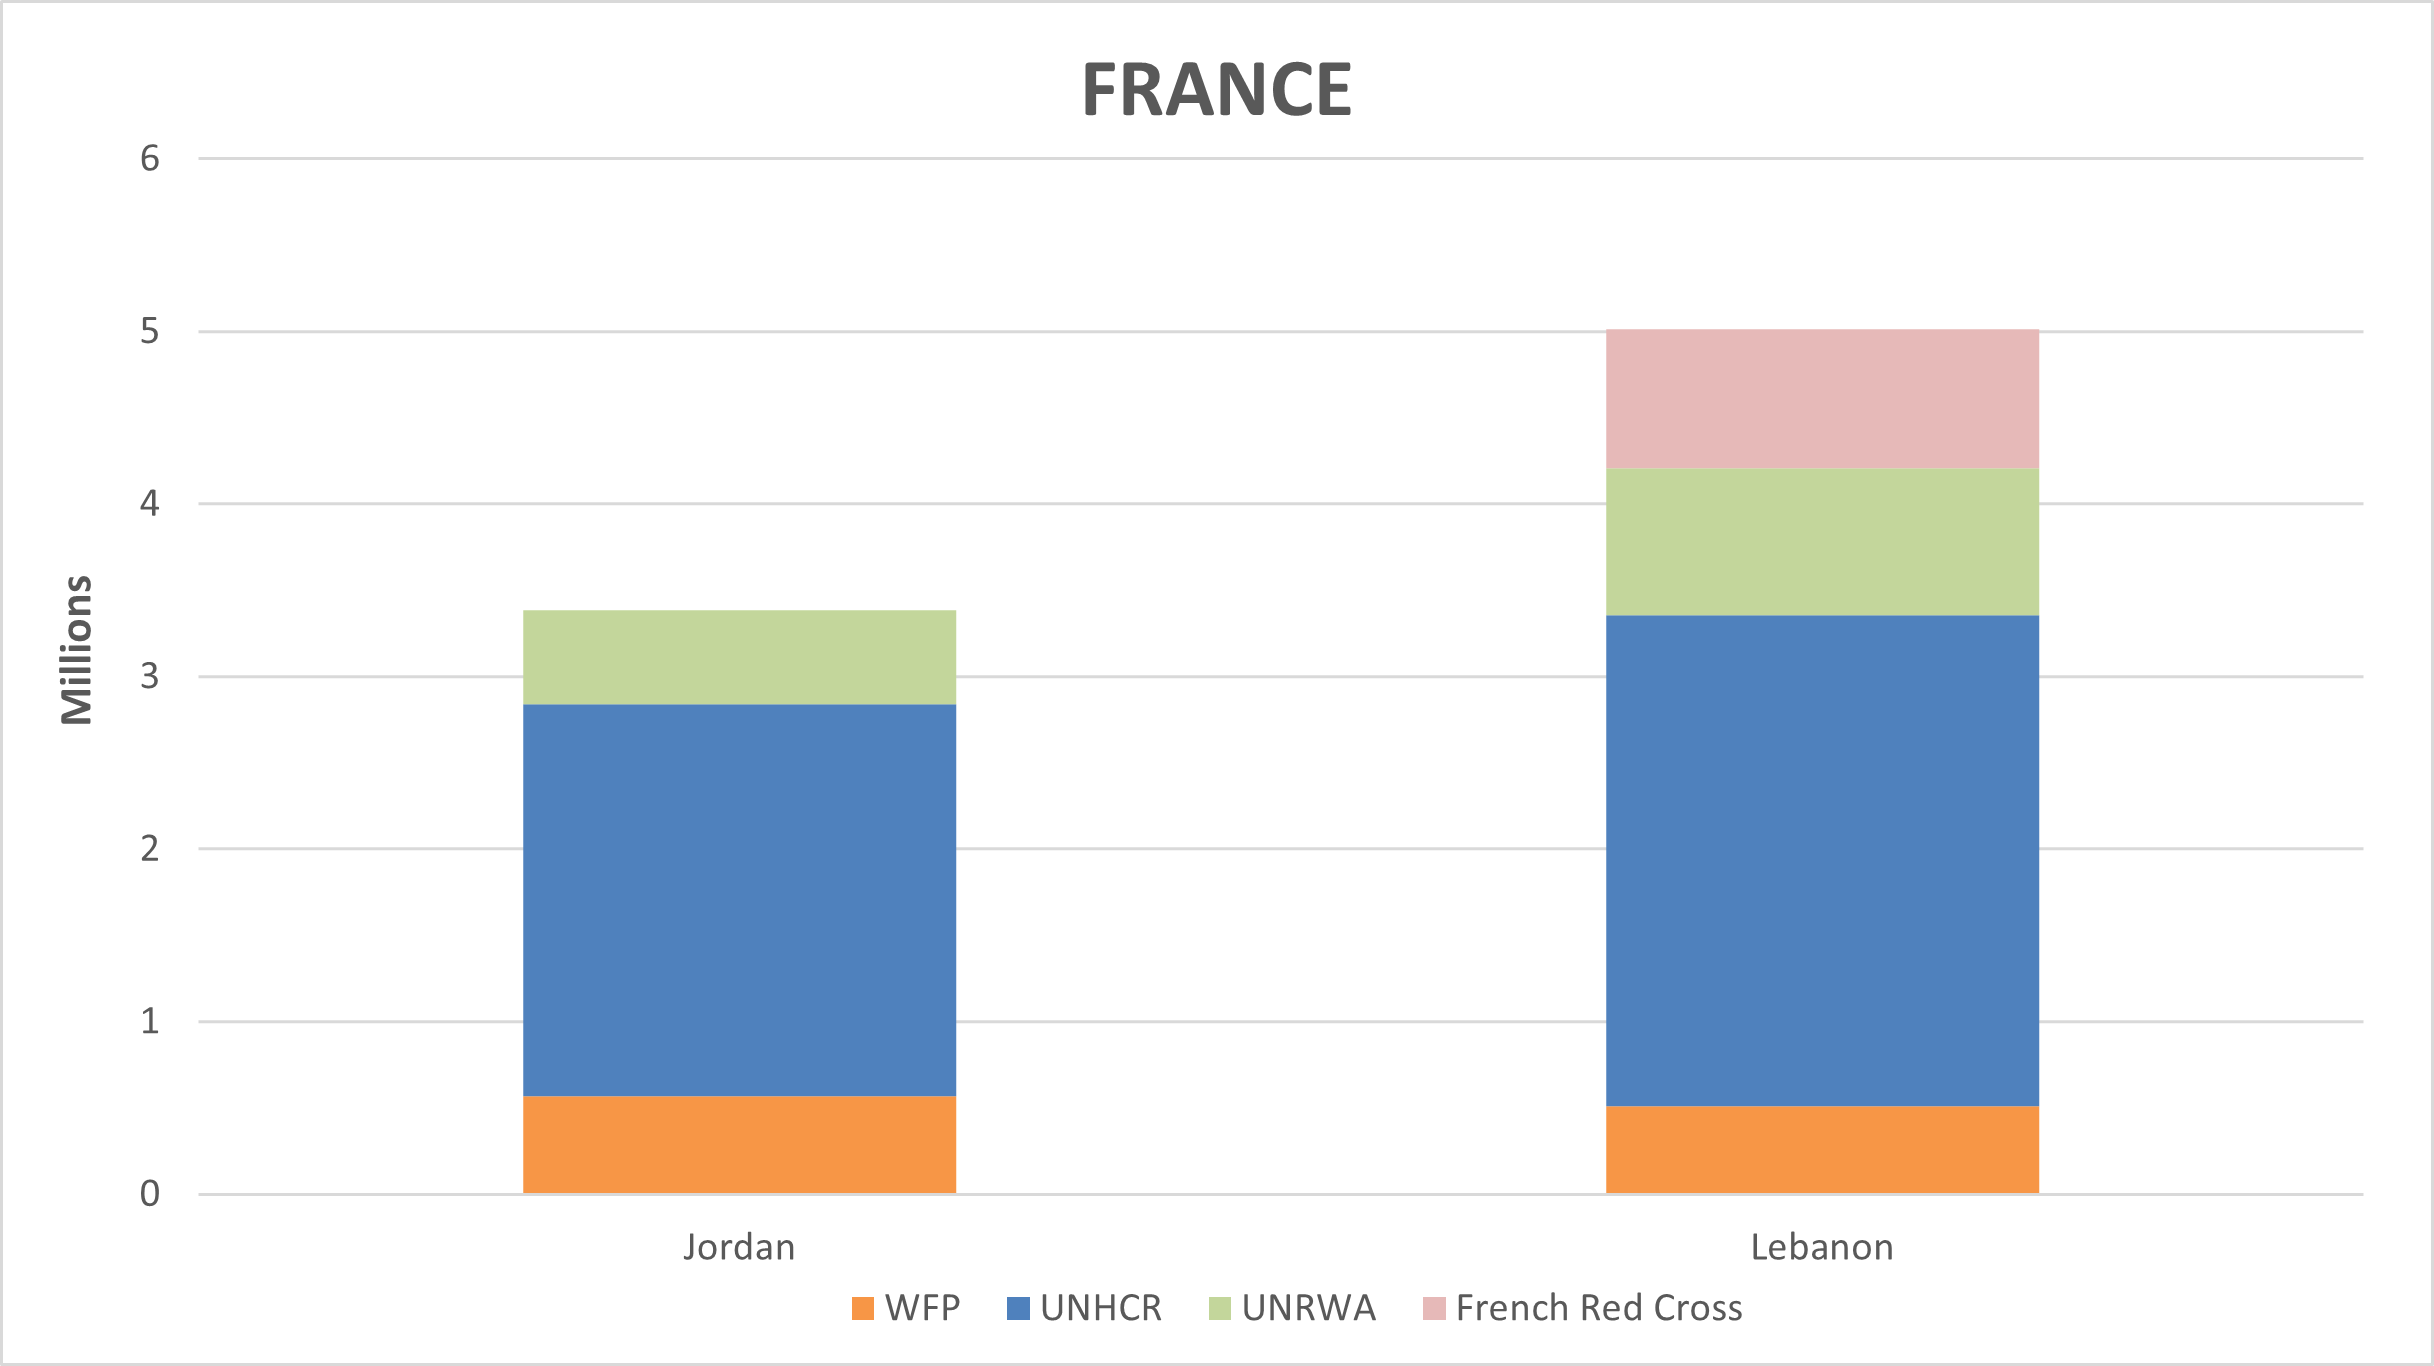 FRANCE
6
5
4
3
2
1
0
Millions
Jordan
Lebanon
WFP
UNHCR
UNRWA
French Red Cross